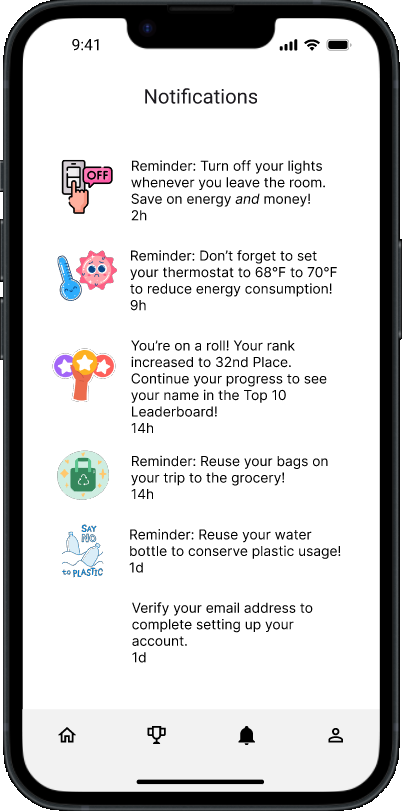 9:41
Notifications
OFF
Reminder: Turn off your lights
whenever you leave the room.
Save on energy and money!
2h
Reminder: Don’t forget to set
your thermostat to 68°F to 70°F
to reduce energy consumption!
9h
You’re on a roll! Your rank
increased to 32nd Place.
Continue your progress to see
your name in the Top 10
Leaderboard!
14h
Reminder: Reuse your bags on
your trip to the grocery!
14h
SAY
NO
to PLASTIC
Reminder: Reuse your water
bottle to conserve plastic usage!
1d
Verify your email address to
complete setting up your
account.
1d